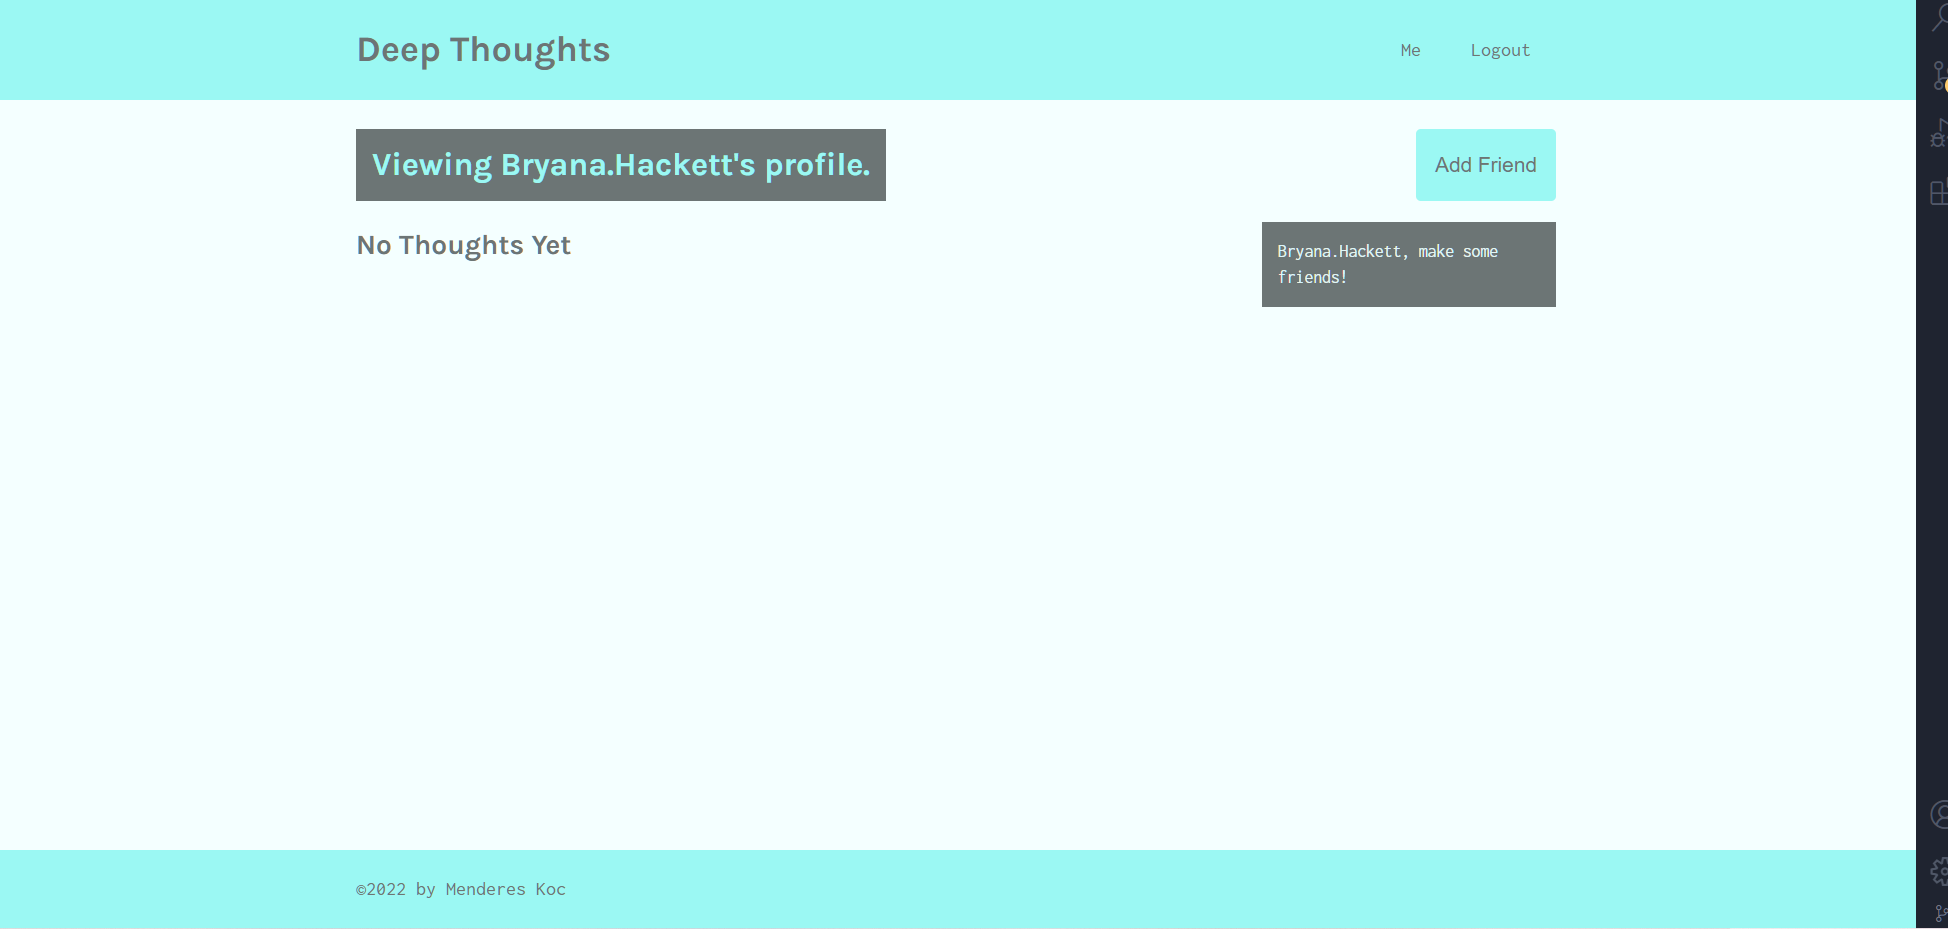 Deep Thoughts
Me
Logout
Viewing Bryana.Hackett's profile.
Add Friend
No Thoughts Yet
Bryana.Hackett, make some
friends!
©2022 by Menderes Koc